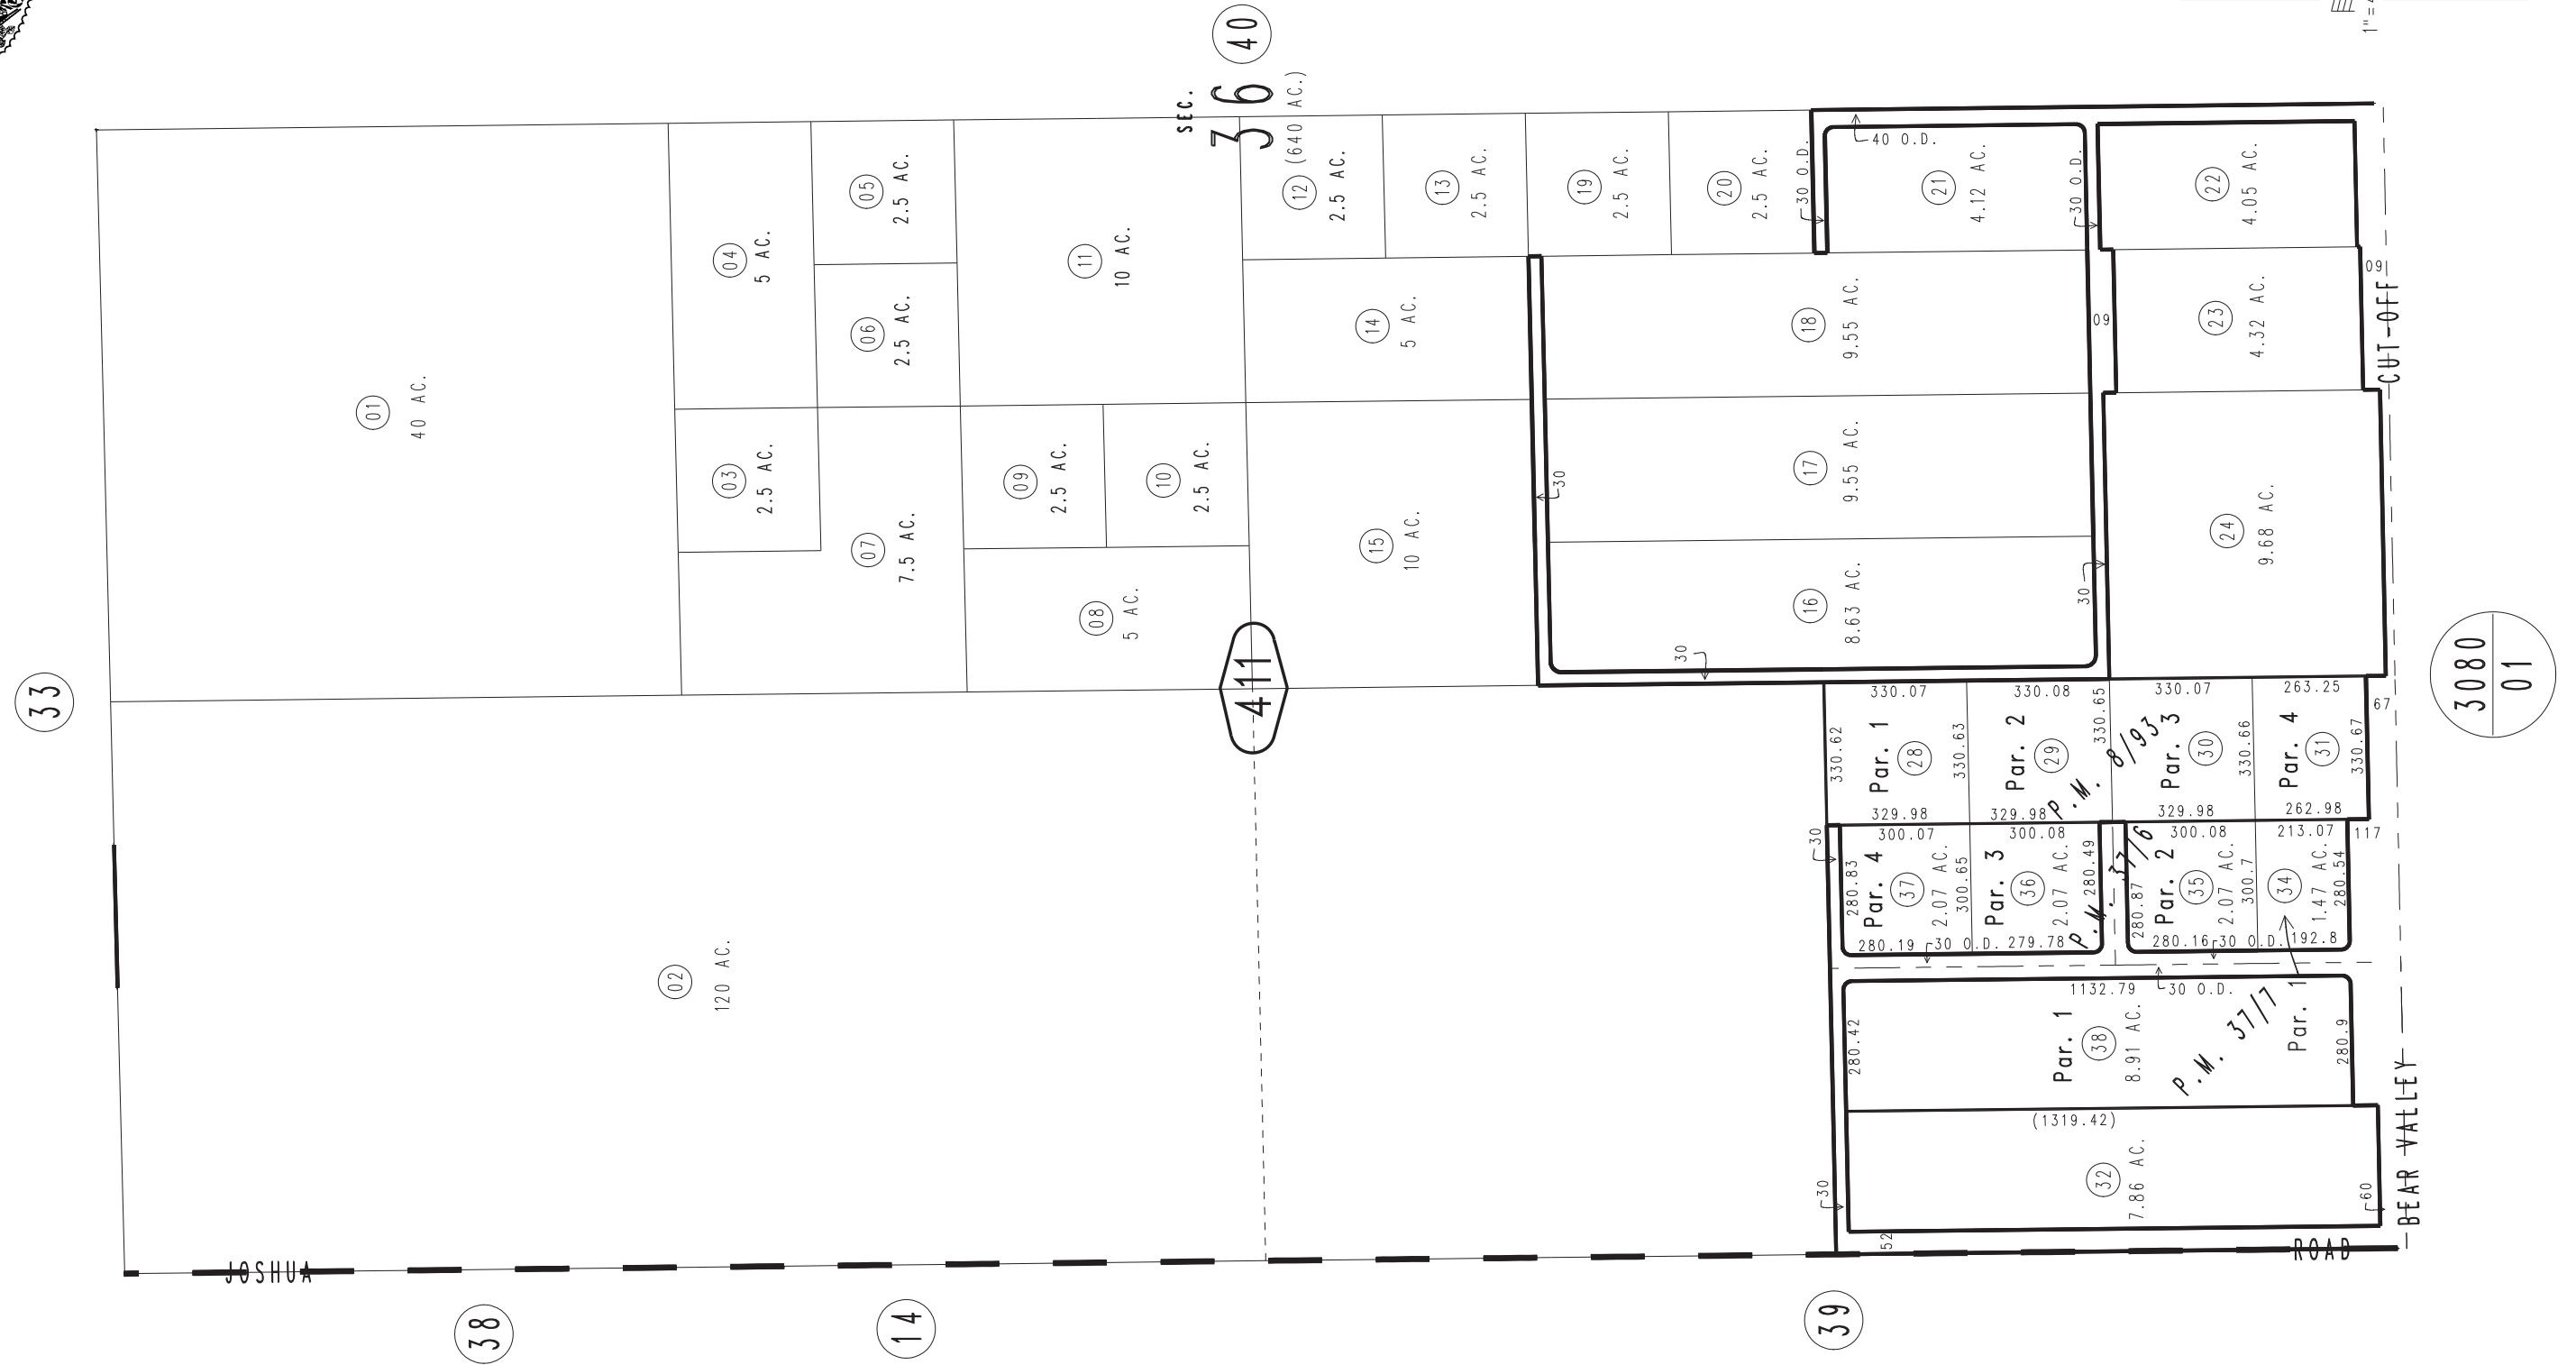 33
40
SEC.
36
(640 AC.)
1"=4
01
40 AC.
04
5 AC.
05
2.5 AC.
06
2.5 AC.
03
2.5 AC.
07
7.5 AC.
11
10 AC.
09
2.5 AC.
10
2.5 AC.
08
5 AC.
12
2.5 AC.
13
2.5 AC.
14
5 AC.
15
10 AC.
19
2.5 AC.
20
2.5 AC.
30 O.D.
40 O.D.
21
4.12 AC.
30 O.D.
22
4.05 AC.
18
9.55 AC.
60
23
4.32 AC.
60
CUT-OFF
17
9.55 AC.
30
16
8.63 AC.
30
30
24
9.68 AC.
411
02
120 AC.
330.07
330.08
330.07
263.25
67
330.62
Par. 1
28
330.63
Par. 2
29
330.65
P.M. 8/93
Par. 3
30
330.66
Par. 4
31
330.67
329.98
329.98
329.98
262.98
30
300.07
300.08
300.08
213.07
117
280.83
Par. 4
37
2.07 AC.
300.65
Par. 3
36
2.07 AC.
280.49
P.M. 37/6
280.87
Par. 2
35
2.07 AC.
300.7
34
1.47 AC.
280.54
280.19
30 O.D.
279.78
280.16
30 O.D.
192.8
1132.79
30 O.D.
280.42
Par. 1
38
8.91 AC.
P.M. 37/7
Par. 1
280.9
(1319.42)
30
32
7.86 AC.
60
52
JOSHUA
ROAD
BEAR VALLEY
38
14
39
3080
01